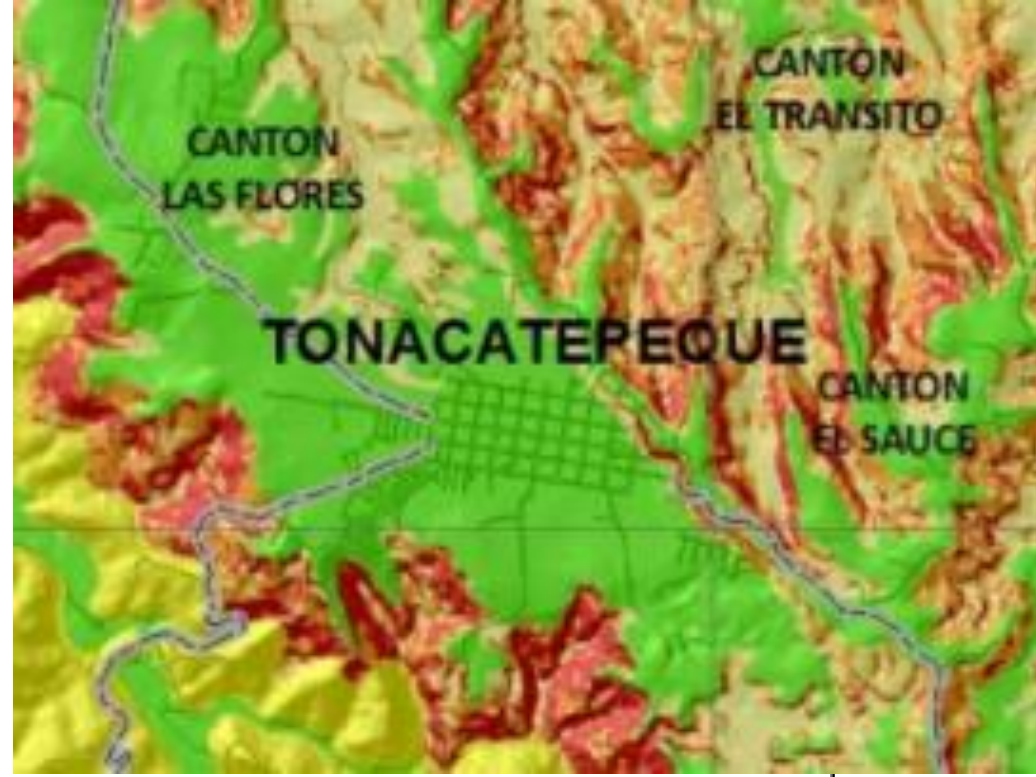 CANTON
EL TRANSITO
CANTON
LAS FLORES
TONACATEPEQUE
CANTON
EL SAUCE